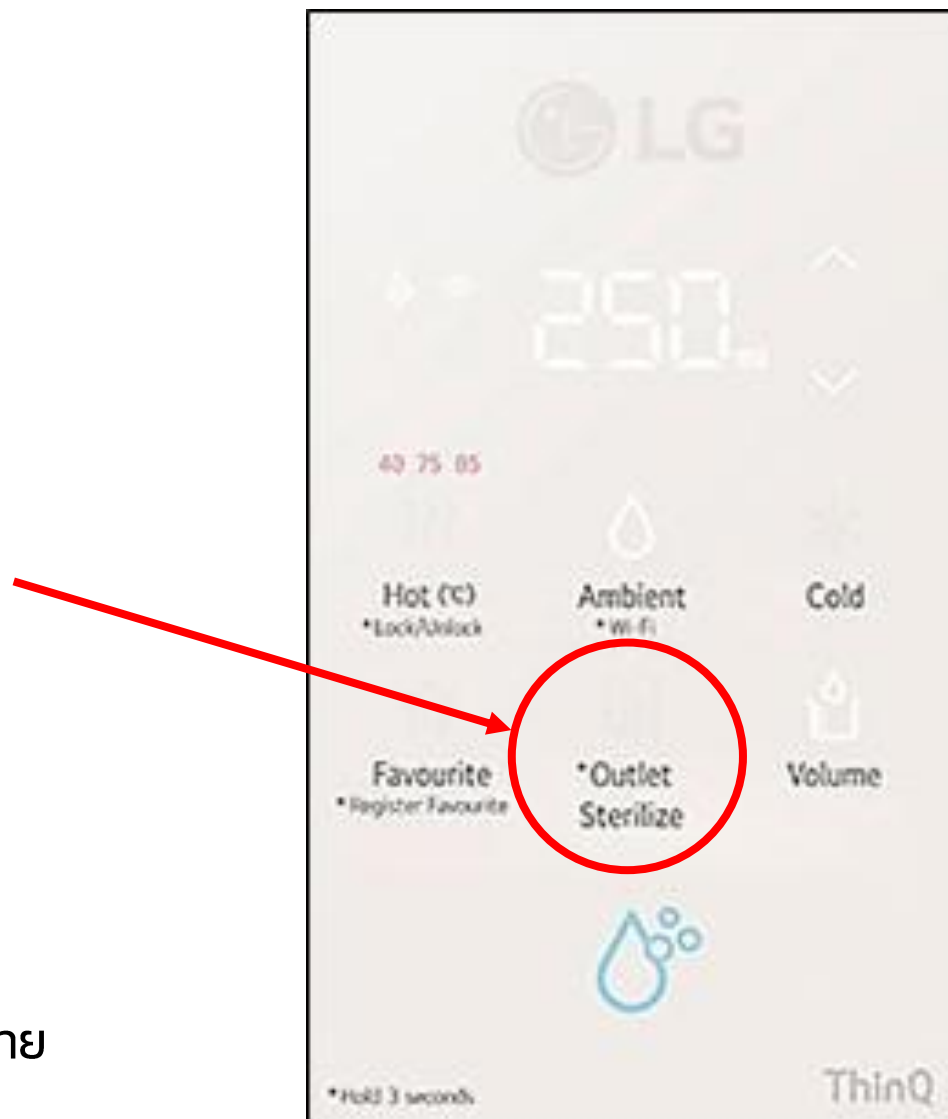 LG
250
40 75 85
Hot (℃)
Ambient
Cold
*Lock/Unlock
*Wi-Fi
Favourite
*Outlet
Sterilize
Volume
*Register Favourite
*Hold 3 seconds
ThinQ